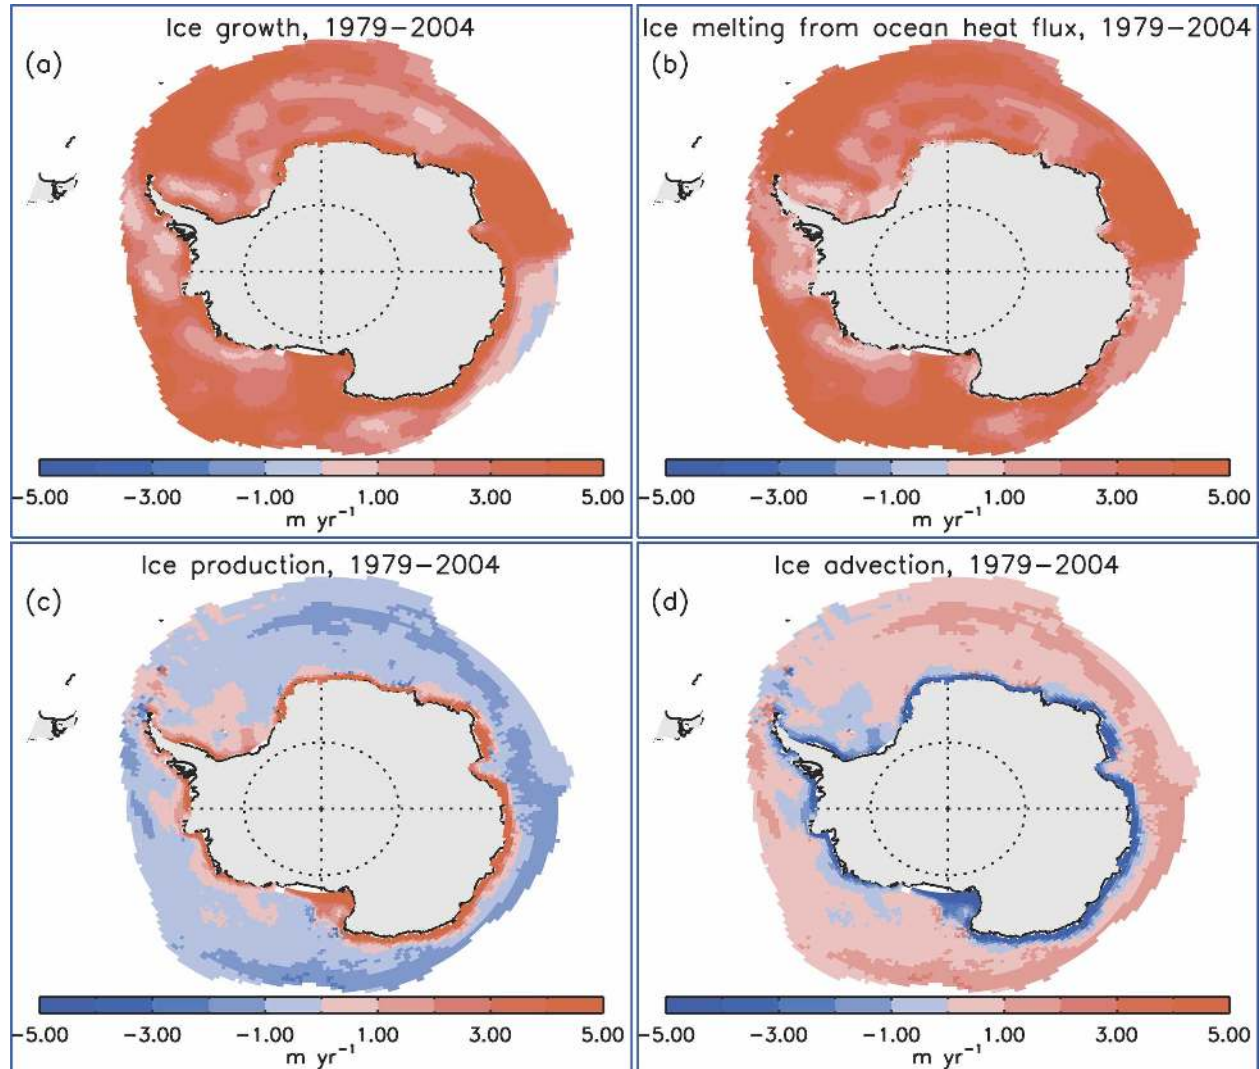 Ice growth, 1979−2004
(a)
−5.00 −3.00 −1.00 1.00 3.00 5.00
m yr⁻¹
Ice melting from ocean heat flux, 1979−2004
(b)
−5.00 −3.00 −1.00 1.00 3.00 5.00
m yr⁻¹
Ice production, 1979−2004
(c)
−5.00 −3.00 −1.00 1.00 3.00 5.00
m yr⁻¹
Ice advection, 1979−2004
(d)
−5.00 −3.00 −1.00 1.00 3.00 5.00
m yr⁻¹